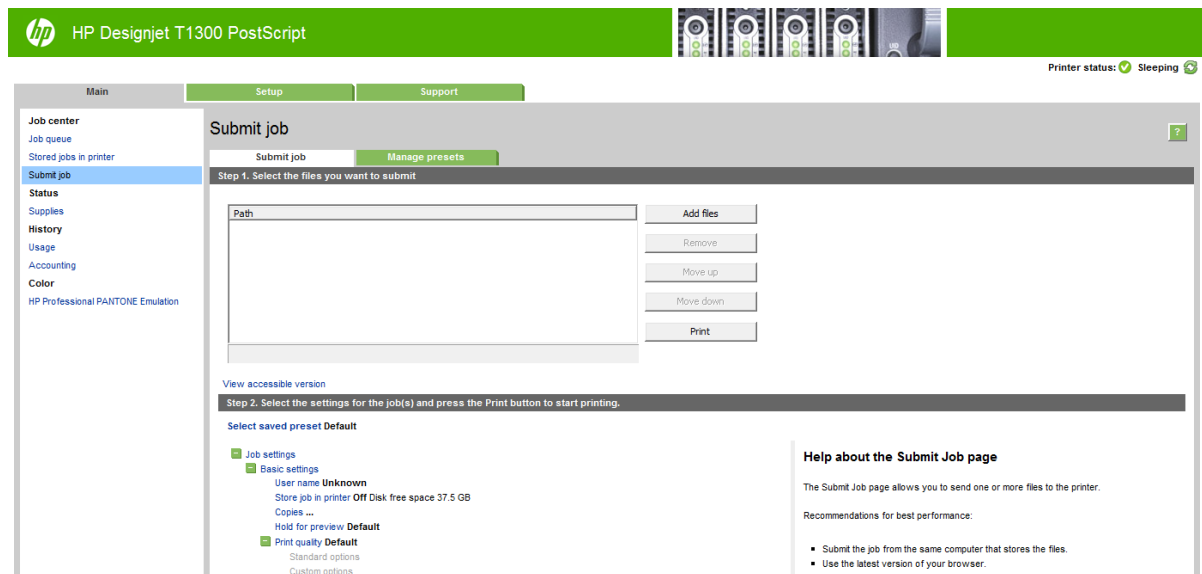 hp HP Designjet T1300 PostScript
UID
Printer status: Sleeping
Main Setup Support
Job center
Job queue
Stored jobs in printer
Submit job
Status
Supplies
History
Usage
Accounting
Color
HP Professional PANTONE Emulation
Submit job
?
Submit job Manage presets
Step 1. Select the files you want to submit
Path
Add files
Remove
Move up
Move down
Print
View accessible version
Step 2. Select the settings for the job(s) and press the Print button to start printing.
Select saved preset Default
Job settings
Basic settings
User name Unknown
Store job in printer Off Disk free space 37.5 GB
Copies ...
Hold for preview Default
Print quality Default
Standard options
Custom options
Help about the Submit Job page
The Submit Job page allows you to send one or more files to the printer.
Recommendations for best performance:
Submit the job from the same computer that stores the files.
Use the latest version of your browser.